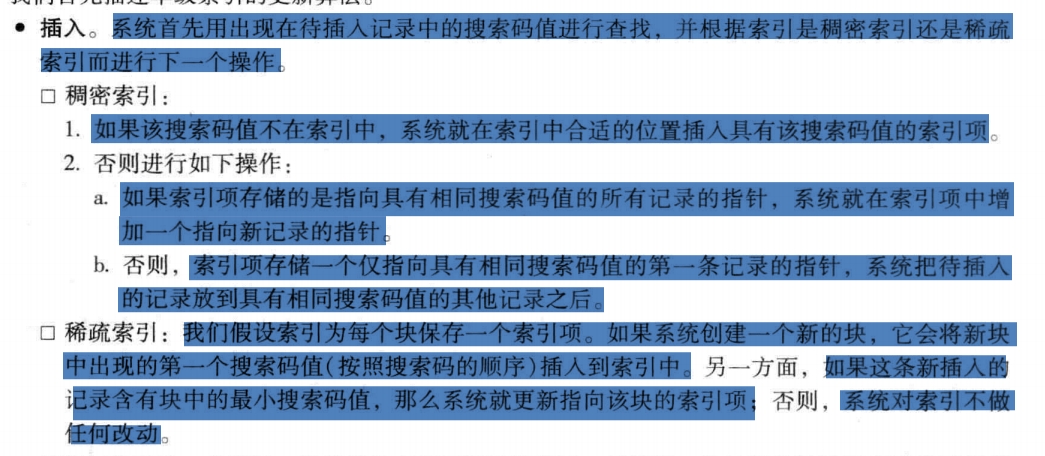 ● 插入。系统首先用出现在待插入记录中的搜索码值进行查找，并根据索引是稠密索引还是稀疏
索引而进行下一个操作。
□ 稠密索引：
1. 如果该搜索码值不在索引中，系统就在索引中合适的位置插入具有该搜索码值的索引项。
2. 否则进行如下操作：
a. 如果索引项存储的是指向具有相同搜索码值的所有记录的指针，系统就在索引项中增
加一个指向新记录的指针。
b. 否则，索引项存储一个仅指向具有相同搜索码值的第一条记录的指针，系统把待插入
的记录放到具有相同搜索码值的其他记录之后。
□ 稀疏索引：我们假设索引为每个块保存一个索引项。如果系统创建一个新的块，它会将新块
中出现的第一个搜索码值（按照搜索码的顺序）插入到索引中。另一方面，如果这条新插入的
记录含有块中的最小搜索码值，那么系统就更新指向该块的索引项；否则，系统对索引不做
任何改动。